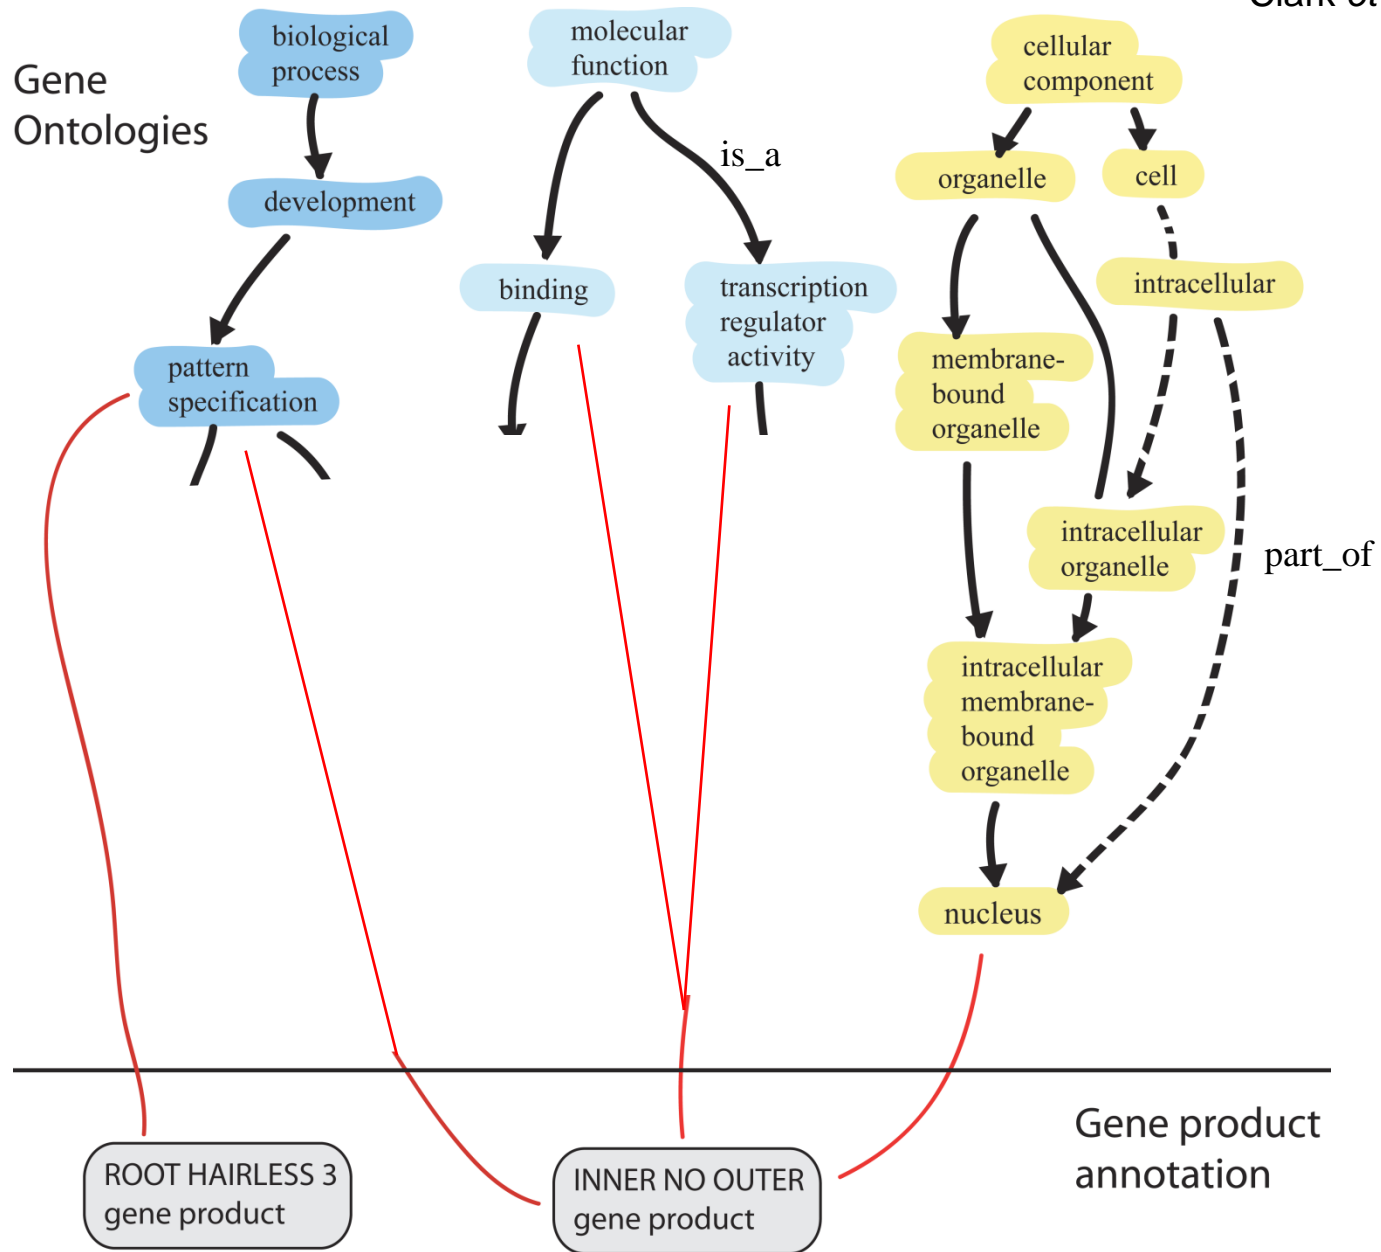 Clark et
Gene
Ontologies
biological
process
development
pattern
specification
molecular
function
is_a
binding
transcription
regulator
activity
cellular
component
organelle
cell
intracellular
membrane-
bound
organelle
intracellular
organelle
part_of
intracellular
membrane-
bound
organelle
nucleus
Gene product
annotation
ROOT HAIRLESS 3
gene product
INNER NO OUTER
gene product